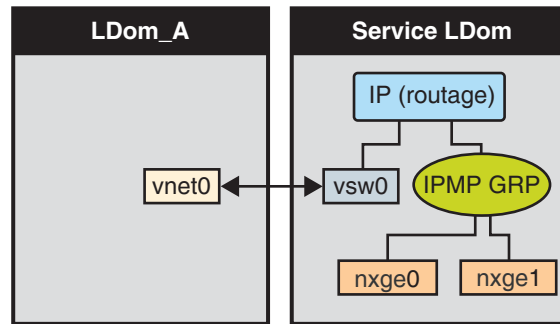 LDom_A
Service LDom
IP (routage)
vnet0
vsw0
IPMP GRP
nxge0
nxge1